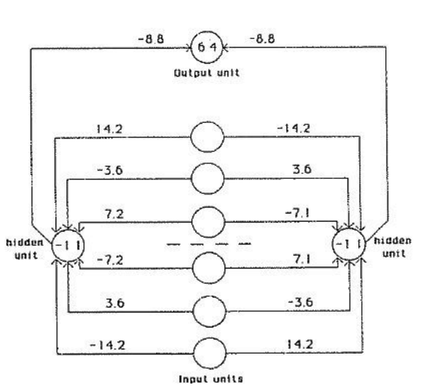 -8.8 6 4 -8.8
Output unit
14.2 -14.2
-3.6 3.6
7.2 -7.1
hidden unit -1 1 -1 1 hidden unit
-7.2 7.1
3.6 -3.6
-14.2 14.2
Input units